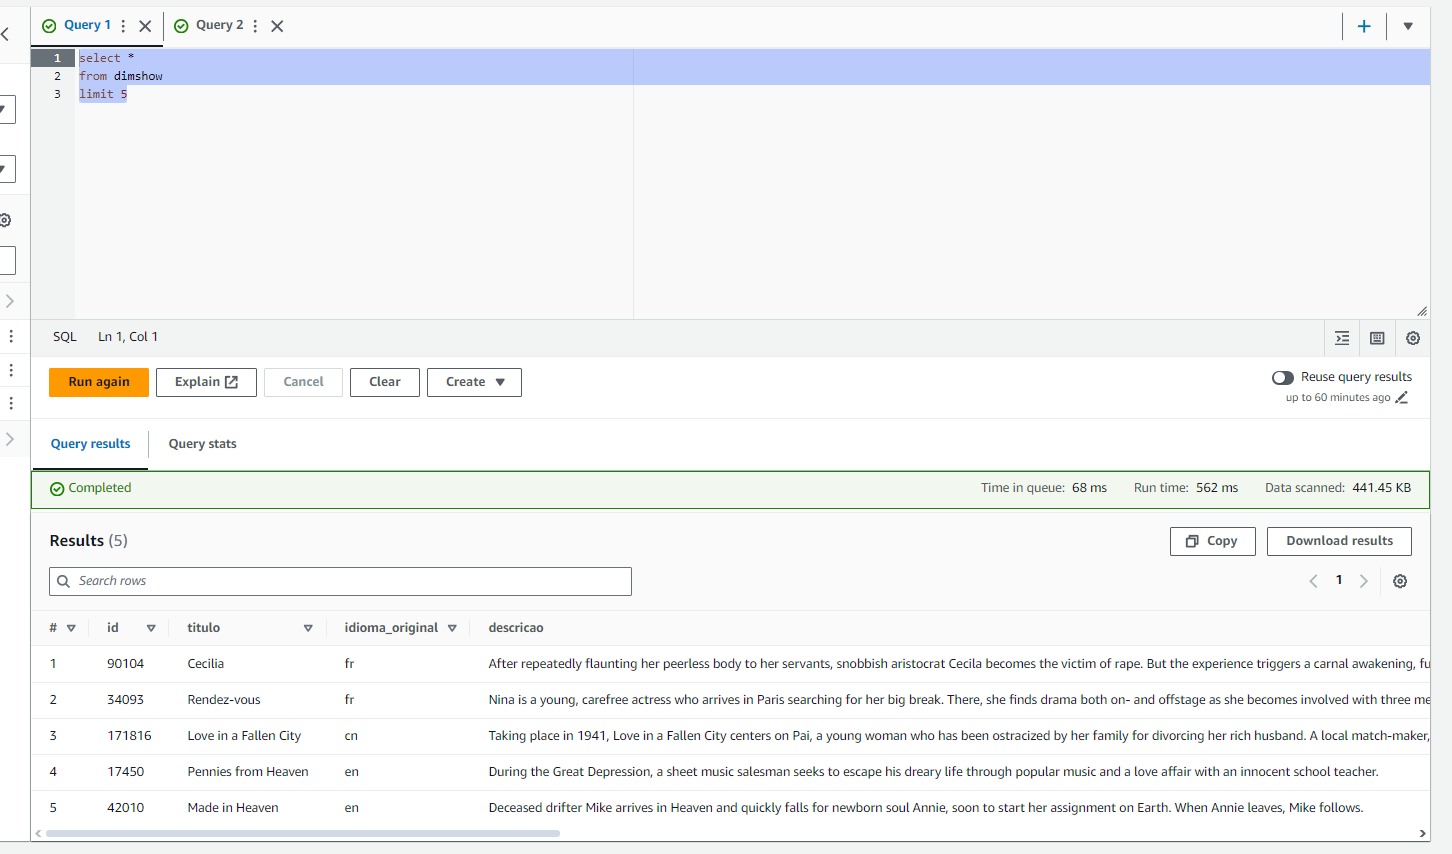 Query 1 Query 2
1 select *
2 from dimshow
3 limit 5
SQL Ln 1, Col 1
Run again Explain Cancel Clear Create Reuse query results
up to 60 minutes ago
Query results Query stats
Completed Time in queue: 68 ms Run time: 562 ms Data scanned: 441.45 KB
Results (5) Copy Download results
Search rows 1
# id titulo idioma_original descricao
1 90104 Cecilia fr After repeatedly flaunting her peerless body to her servants, snobbish aristocrat Cecila becomes the victim of rape. But the experience triggers a carnal awakening, fu
2 34093 Rendez-vous fr Nina is a young, carefree actress who arrives in Paris searching for her big break. There, she finds drama both on- and offstage as she becomes involved with three me
3 171816 Love in a Fallen City cn Taking place in 1941, Love in a Fallen City centers on Pai, a young woman who has been ostracized by her family for divorcing her rich husband. A local match-maker,
4 17450 Pennies from Heaven en During the Great Depression, a sheet music salesman seeks to escape his dreary life through popular music and a love affair with an innocent school teacher.
5 42010 Made in Heaven en Deceased drifter Mike arrives in Heaven and quickly falls for newborn soul Annie, soon to start her assignment on Earth. When Annie leaves, Mike follows.